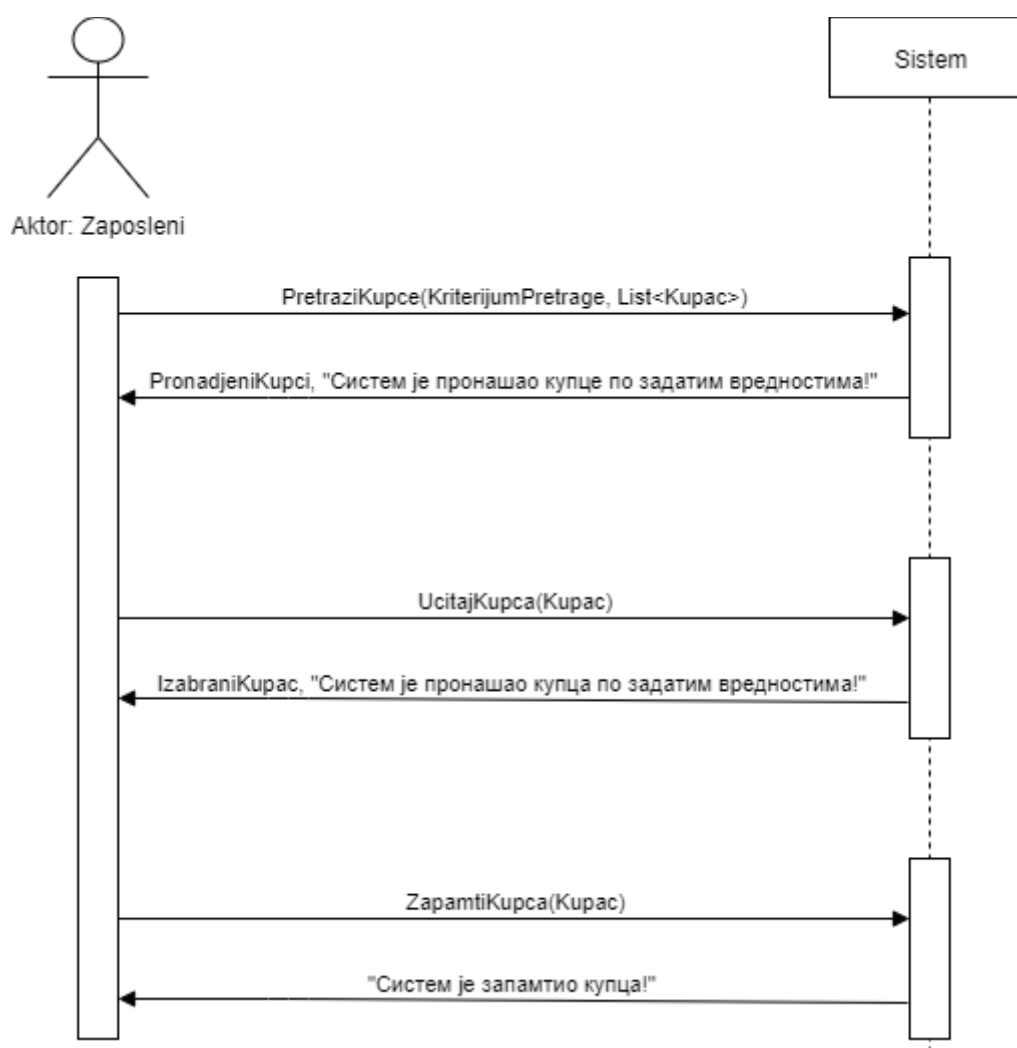 Sistem
Aktor: Zaposleni
PretraziKupce(KriterijumPretrage, List<Kupac>)
PronadjeniKupci, "Систем је пронашао купце по задатим вредностима!"
UcitajKupca(Kupac)
IzabraniKupac, "Систем је пронашао купца по задатим вредностима!"
ZapamtiKupca(Kupac)
"Систем је запамтио купца!"